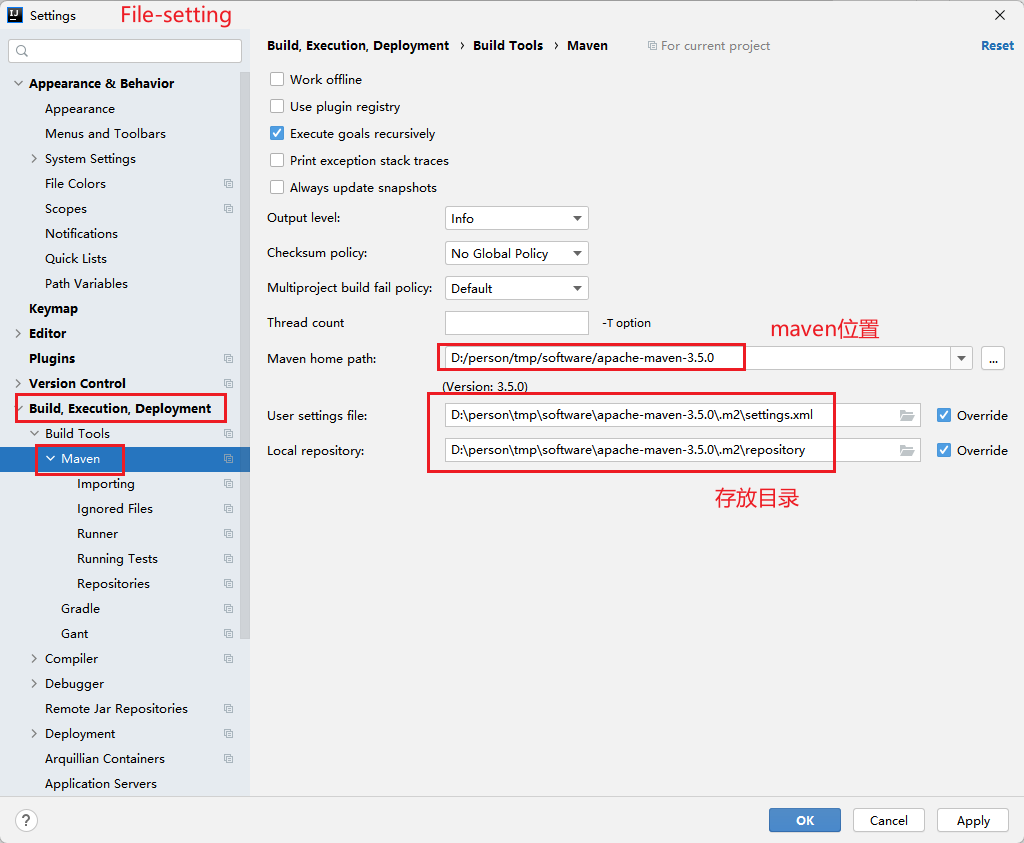 Settings
File-setting
Build, Execution, Deployment › Build Tools › Maven
For current project
Reset
Appearance & Behavior
Appearance
Menus and Toolbars
System Settings
File Colors
Scopes
Notifications
Quick Lists
Path Variables
Keymap
Editor
Plugins
Version Control
Build, Execution, Deployment
Build Tools
Maven
Importing
Ignored Files
Runner
Running Tests
Repositories
Gradle
Gant
Compiler
Debugger
Remote Jar Repositories
Deployment
Arquillian Containers
Application Servers
Work offline
Use plugin registry
Execute goals recursively
Print exception stack traces
Always update snapshots
Output level: Info
Checksum policy: No Global Policy
Multiproject build fail policy: Default
Thread count -T option
maven位置
Maven home path: D:/person/tmp/software/apache-maven-3.5.0 ...
(Version: 3.5.0)
User settings file: D:\person\tmp\software\apache-maven-3.5.0\.m2\settings.xml Override
Local repository: D:\person\tmp\software\apache-maven-3.5.0\.m2\repository Override
存放目录
?
OK
Cancel
Apply